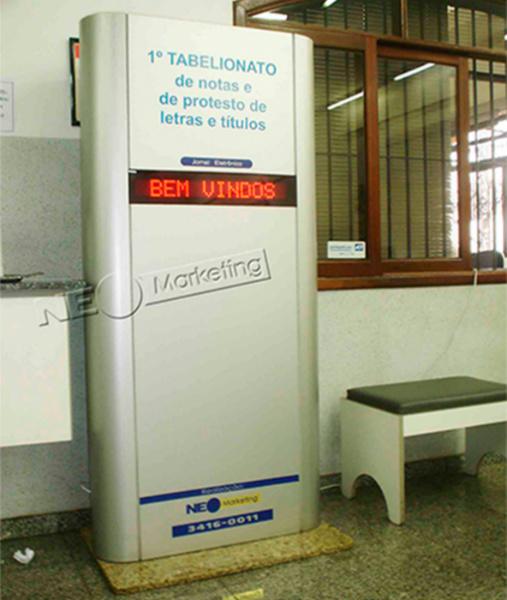 1º TABELIONATO
de notas e
de protesto de
letras e títulos
Jornal Eletrônico
BEM VINDOS
NEO Marketing
Realização:
NEO Marketing
3416-0011